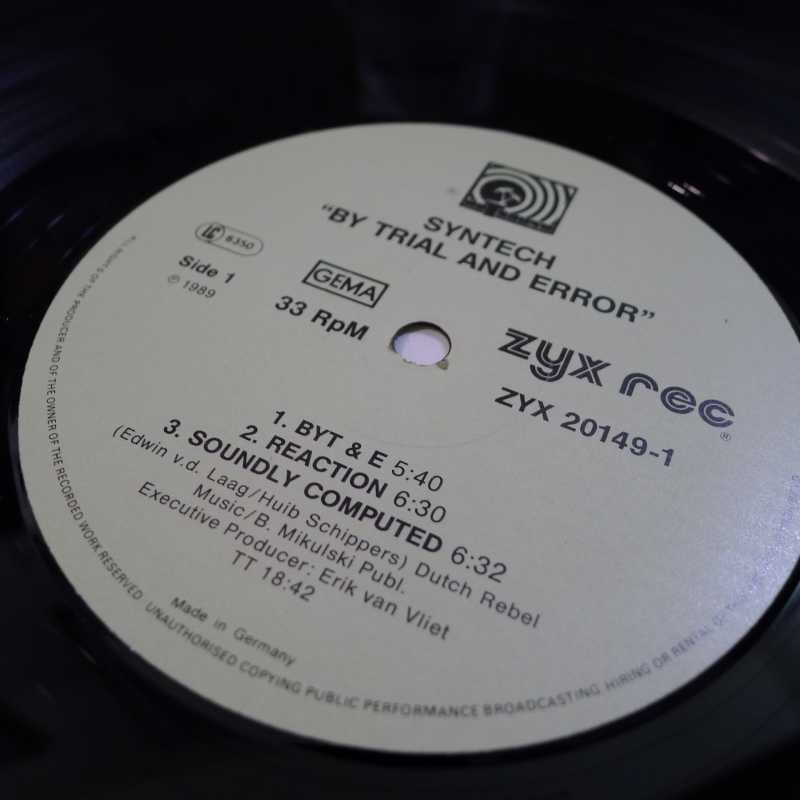 SYNTECH
"BY TRIAL AND ERROR"
LC 6350
Side 1
℗ 1989
GEMA
33 RpM
zyx rec ®
ZYX 20149-1
1. BYT & E 5:40
2. REACTION 6:30
3. SOUNDLY COMPUTED 6:32
(Edwin v.d. Laag/Huib Schippers) Dutch Rebel
Music/B. Mikulski Publ.
Executive Producer: Erik van Vliet
TT 18:42
Made in Germany
ALL RIGHTS OF THE PRODUCER AND OF THE OWNER OF THE RECORDED WORK RESERVED UNAUTHORISED COPYING PUBLIC PERFORMANCE BROADCASTING HIRING OR RENTAL OF